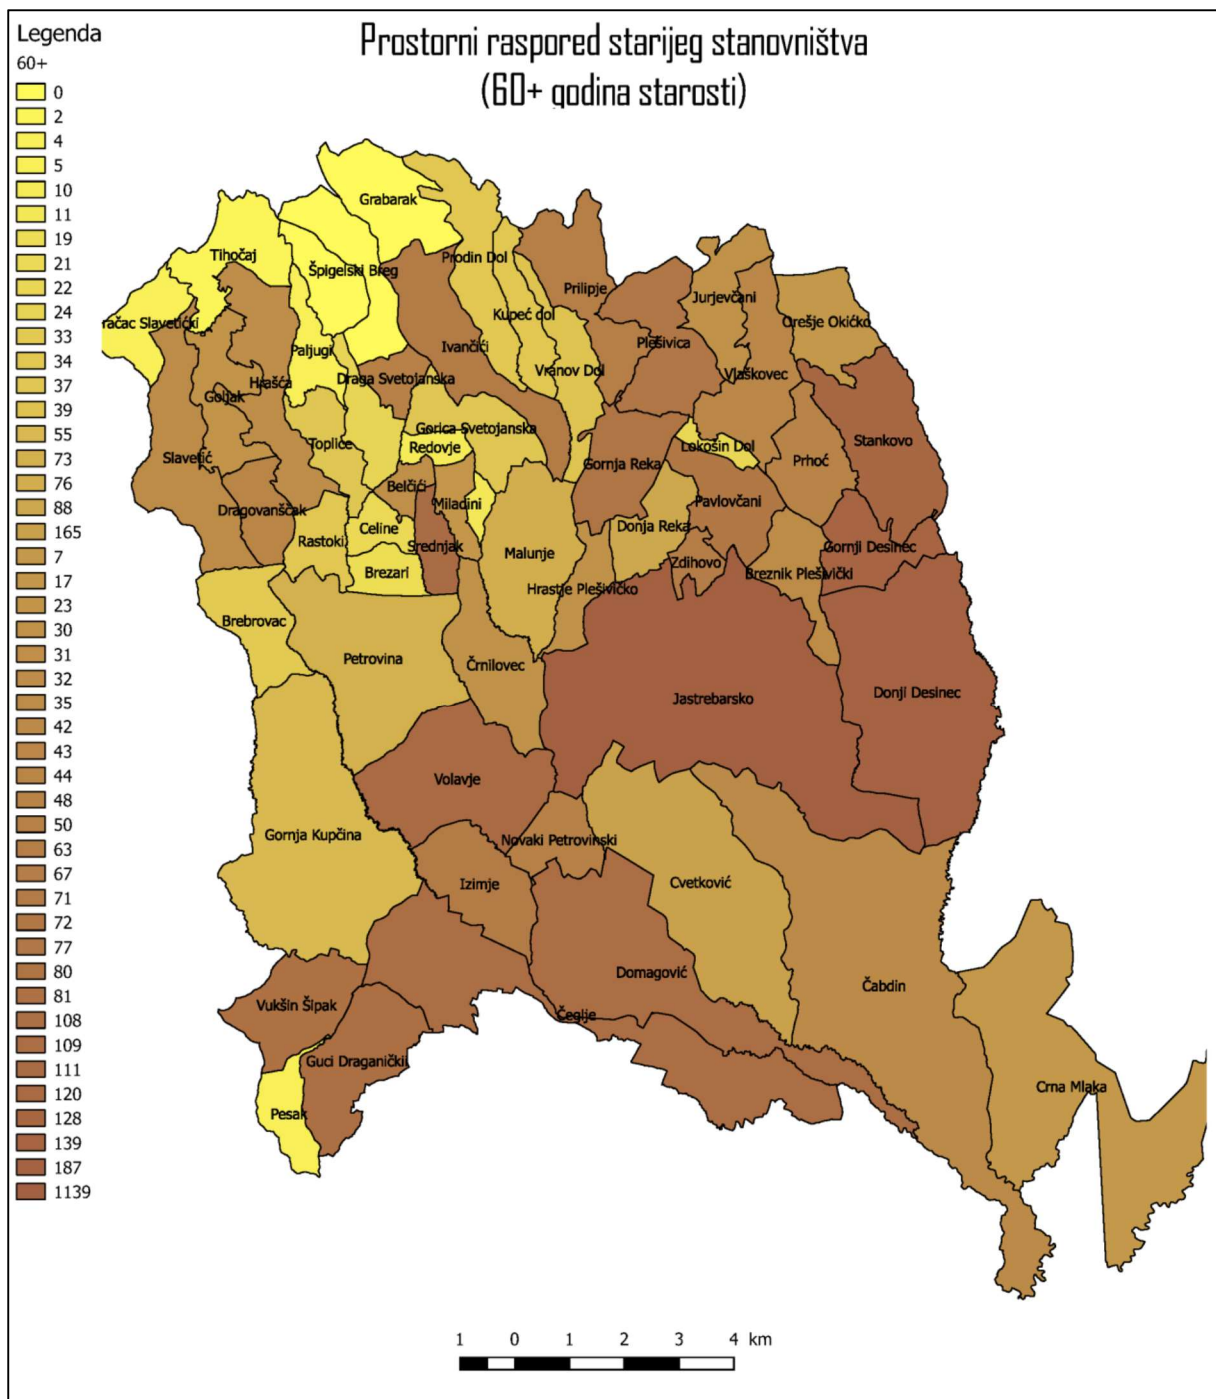 Legenda
Prostorni raspored starijeg stanovništva
(60+ godina starosti)
60+
0
2
4
5
10
11
19
21
22
24
33
34
37
39
55
73
76
88
165
7
17
23
30
31
32
35
42
43
44
48
50
63
67
71
72
77
80
81
108
109
111
120
128
139
187
1139
Grabarak
Tihočaj
Špigelski Breg
Prodin Dol
Prilipje
Jurjevčani
Kupeć dol
Orešje Okićko
račac Slavetićki
Paljugi
Ivančići
Plešivica
Vranov Dol
Vlaškovec
Draga Svetojanska
Hrašća
Goljak
Gorica Svetojanska
Toplice
Redovje
Lokošin Dol
Stankovo
Slavetić
Gornja Reka
Prhoć
Belčići
Miladini
Pavlovčani
Dragovanščak
Celine
Donja Reka
Rastoki
Srednjak
Malunje
Gornji Desinec
Zdihovo
Brezari
Breznik Plešivički
Hrastje Plešivičko
Brebrovac
Petrovina
Črnilovec
Donji Desinec
Jastrebarsko
Volavje
Gornja Kupčina
Novaki Petrovinski
Izimje
Cvetković
Domagović
Čabdin
Vukšin Šipak
Čeglje
Guci Draganički
Crna Mlaka
Pesak
1 0 1 2 3 4 km